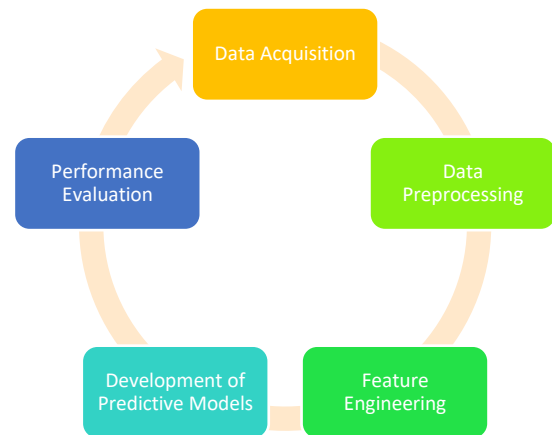 Data Acquisition
Data
Preprocessing
Feature
Engineering
Development of
Predictive Models
Performance
Evaluation